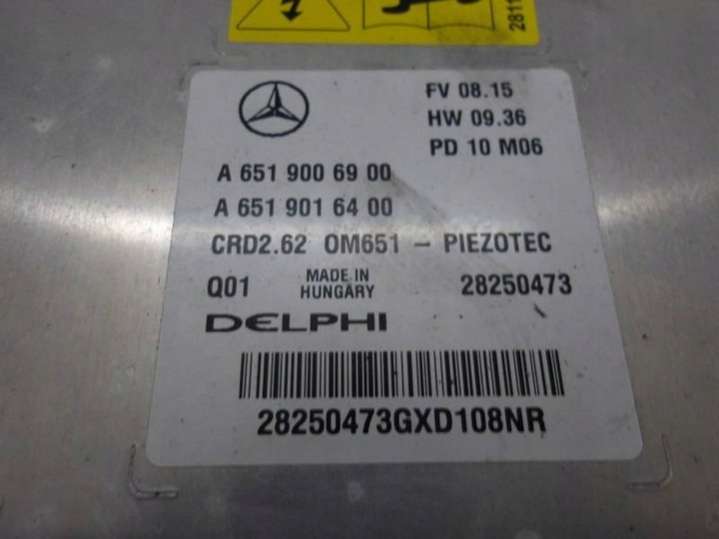 2811
FV 08.15
HW 09.36
PD 10 M06
A 651 900 69 00
A 651 901 64 00
CRD2.62 OM651 - PIEZOTEC
Q01 MADE IN HUNGARY 28250473
DELPHI
28250473GXD108NR